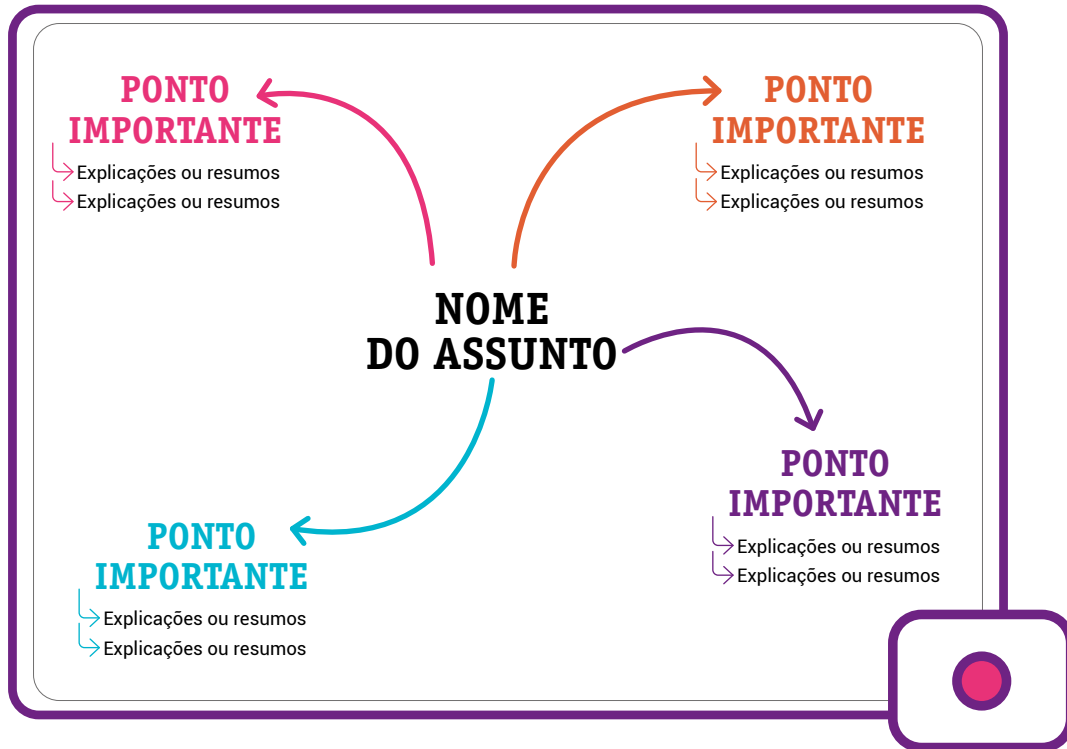 PONTO
IMPORTANTE
Explicações ou resumos
Explicações ou resumos
PONTO
IMPORTANTE
Explicações ou resumos
Explicações ou resumos
NOME
DO ASSUNTO
PONTO
IMPORTANTE
Explicações ou resumos
Explicações ou resumos
PONTO
IMPORTANTE
Explicações ou resumos
Explicações ou resumos